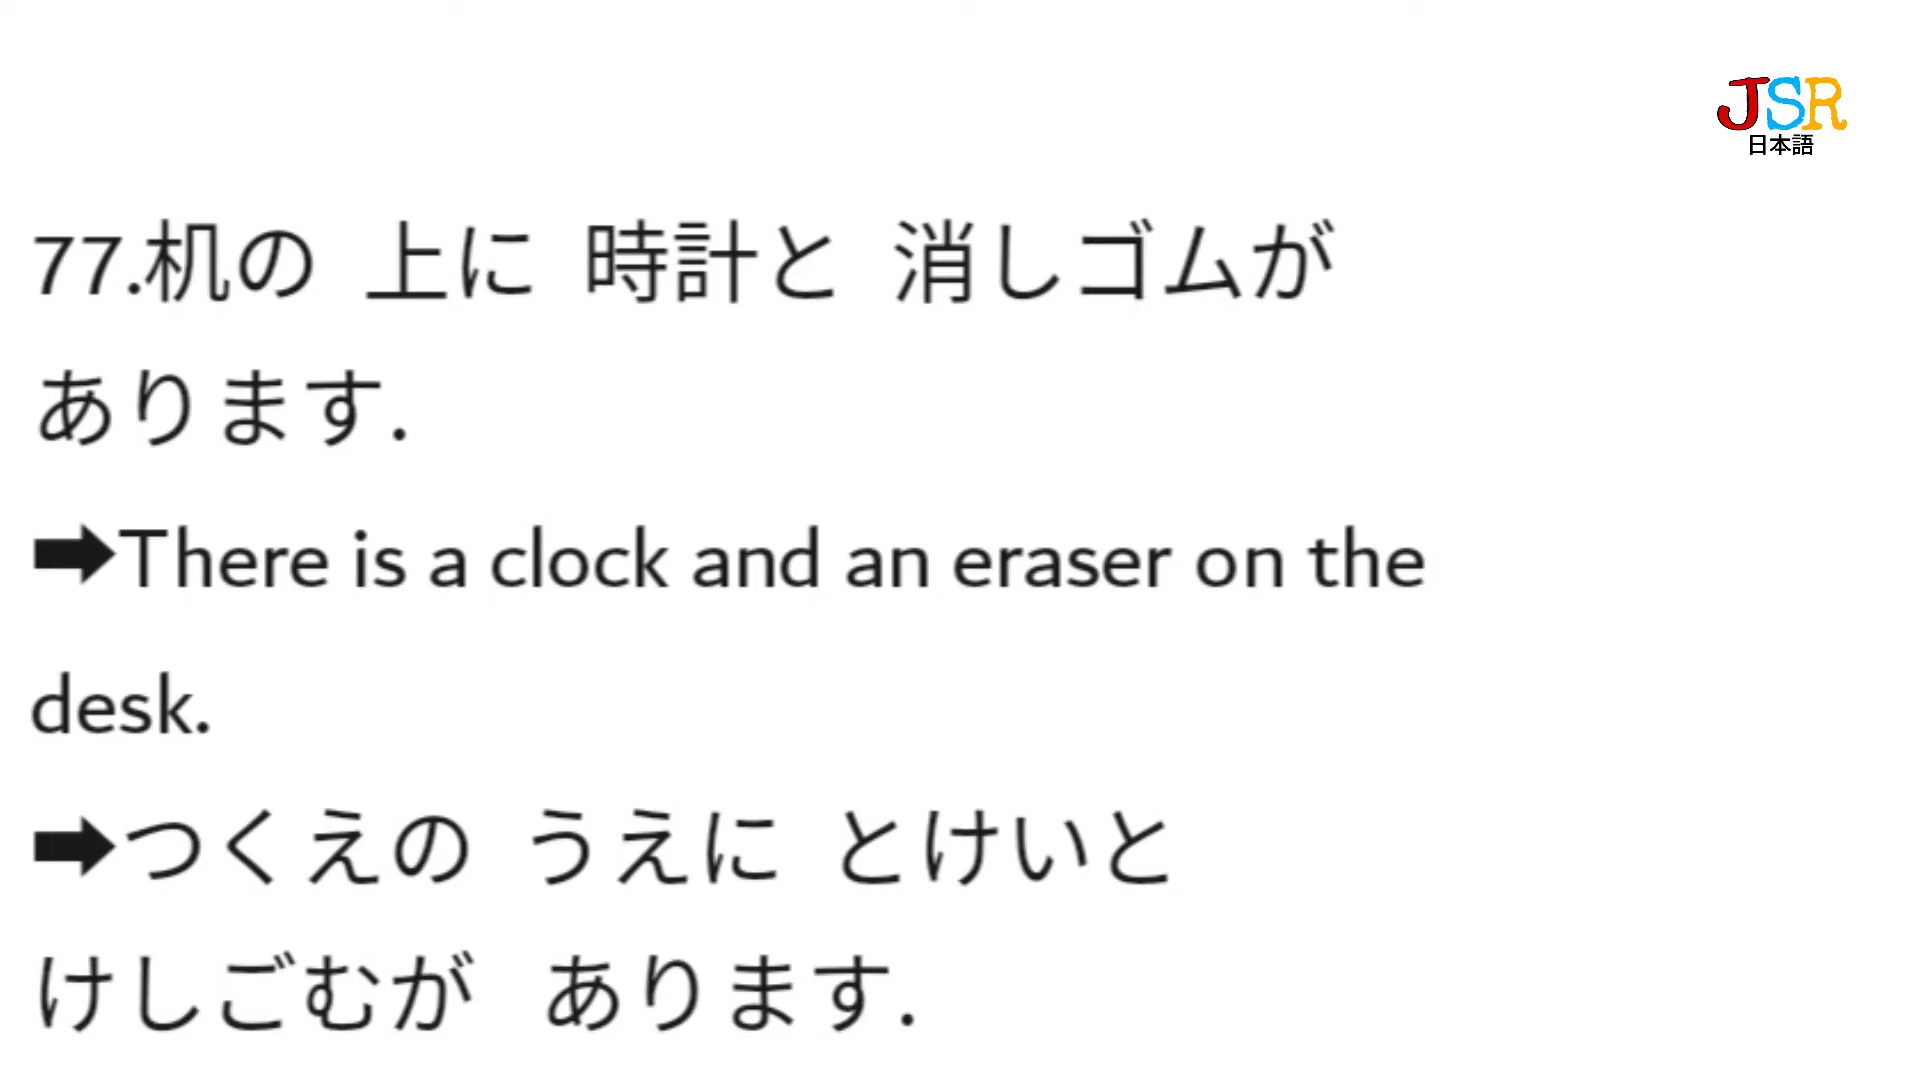 JSR
日本語
77.机の 上に 時計と 消しゴムが
あります.
➡There is a clock and an eraser on the
desk.
➡つくえの うえに とけいと
けしごむが あります.